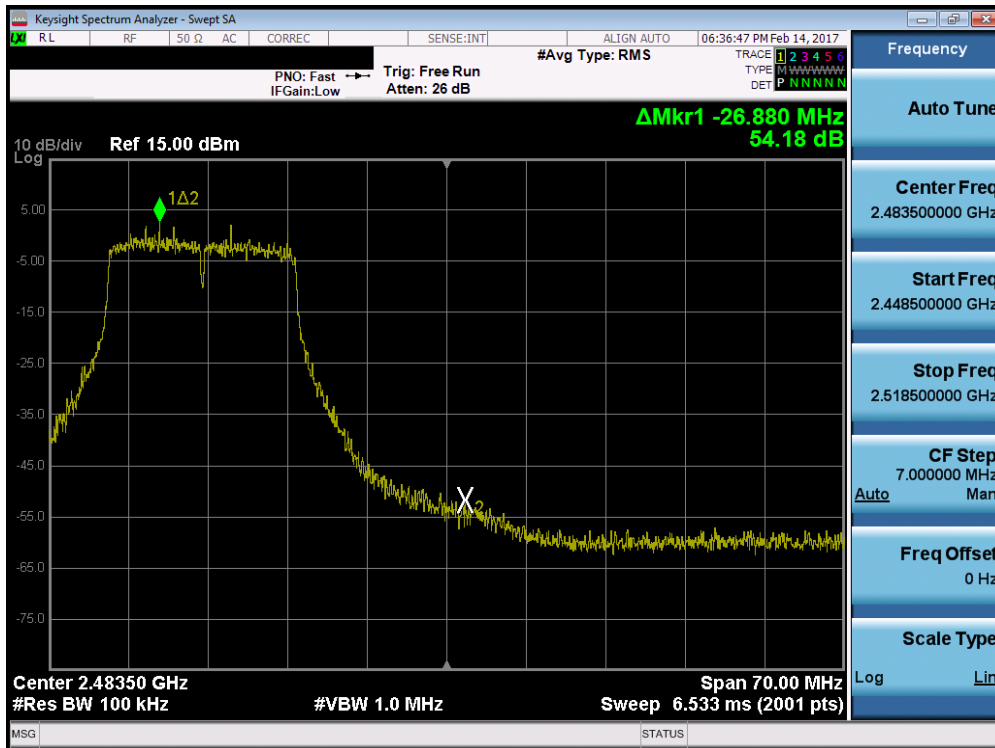 Keysight Spectrum Analyzer - Swept SA
LXI RL RF 50 Ω AC CORREC SENSE:INT ALIGN AUTO 06:36:47 PM Feb 14, 2017
#Avg Type: RMS
TRACE 1 2 3 4 5 6
TYPE M WWWWW
DET P N N N N N
PNO: Fast Trig: Free Run
IFGain:Low Atten: 26 dB
ΔMkr1 -26.880 MHz
54.18 dB
10 dB/div Ref 15.00 dBm
Log
1Δ2
5.00
-5.00
-15.0
-25.0
-35.0
-45.0
X2
-55.0
-65.0
-75.0
Center 2.48350 GHz Span 70.00 MHz
#Res BW 100 kHz #VBW 1.0 MHz Sweep 6.533 ms (2001 pts)
MSG STATUS
Frequency
Auto Tune
Center Freq
2.483500000 GHz
Start Freq
2.448500000 GHz
Stop Freq
2.518500000 GHz
CF Step
7.000000 MHz
Auto Man
Freq Offset
0 Hz
Scale Type
Log Lin